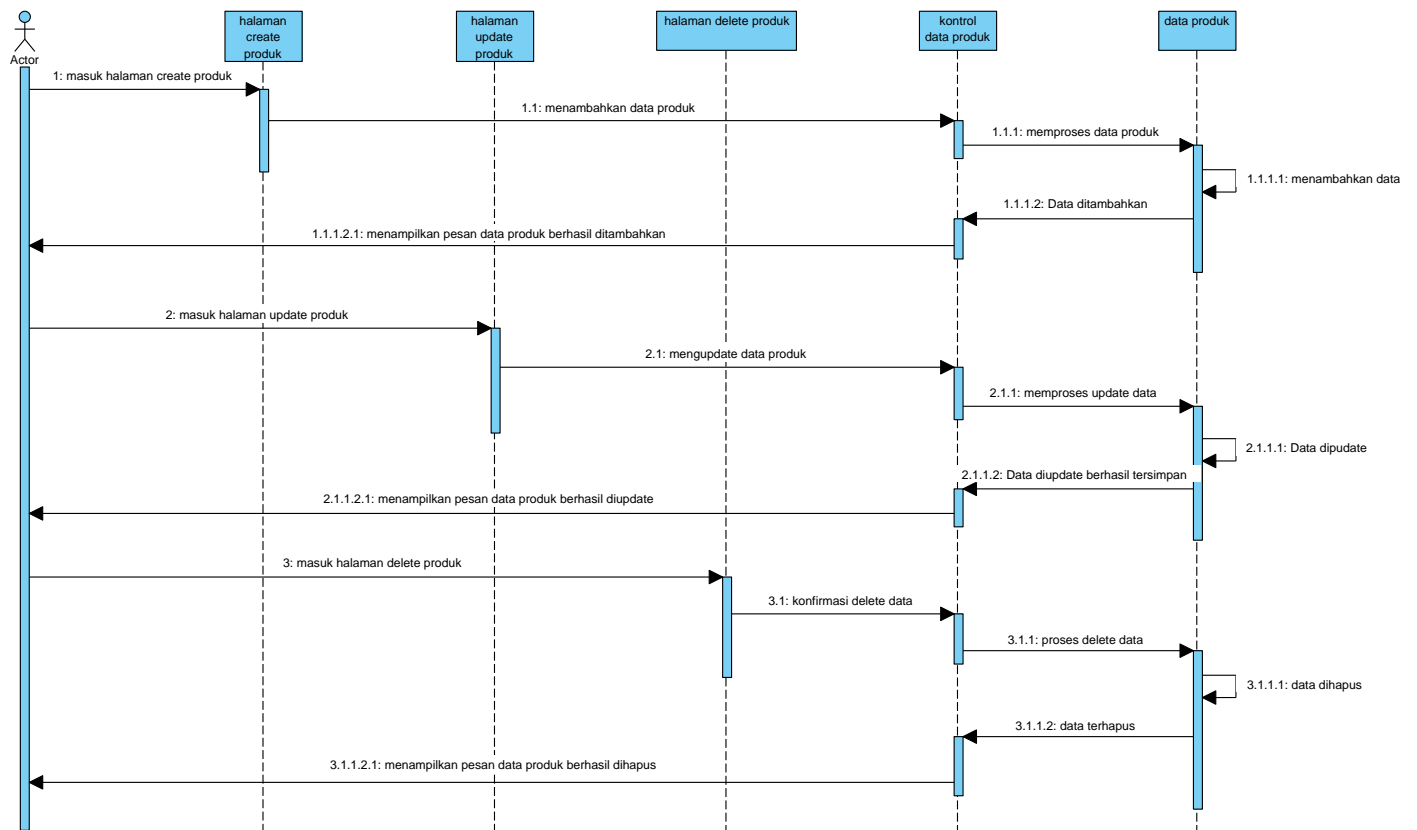 halaman
create
produk
halaman
update
produk
halaman delete produk
kontrol
data produk
data produk
Actor
1: masuk halaman create produk
1.1: menambahkan data produk
1.1.1: memproses data produk
1.1.1.1: menambahkan data
1.1.1.2: Data ditambahkan
1.1.1.2.1: menampilkan pesan data produk berhasil ditambahkan
2: masuk halaman update produk
2.1: mengupdate data produk
2.1.1: memproses update data
2.1.1.1: Data dipudate
2.1.1.2: Data diupdate berhasil tersimpan
2.1.1.2.1: menampilkan pesan data produk berhasil diupdate
3: masuk halaman delete produk
3.1: konfirmasi delete data
3.1.1: proses delete data
3.1.1.1: data dihapus
3.1.1.2: data terhapus
3.1.1.2.1: menampilkan pesan data produk berhasil dihapus